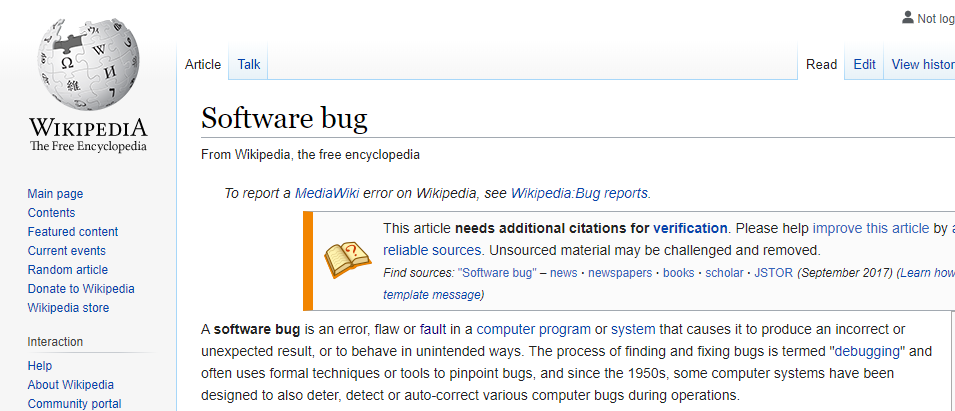 Not log
Article
Talk
Read
Edit
View histor
Ω
W
И
維
WIKIPEDIA
The Free Encyclopedia
Main page
Contents
Featured content
Current events
Random article
Donate to Wikipedia
Wikipedia store
Interaction
Help
About Wikipedia
Community portal
Software bug
From Wikipedia, the free encyclopedia
To report a MediaWiki error on Wikipedia, see Wikipedia:Bug reports.
This article needs additional citations for verification. Please help improve this article by a
reliable sources. Unsourced material may be challenged and removed.
Find sources: "Software bug" – news · newspapers · books · scholar · JSTOR (September 2017) (Learn how
template message)
A software bug is an error, flaw or fault in a computer program or system that causes it to produce an incorrect or
unexpected result, or to behave in unintended ways. The process of finding and fixing bugs is termed "debugging" and
often uses formal techniques or tools to pinpoint bugs, and since the 1950s, some computer systems have been
designed to also deter, detect or auto-correct various computer bugs during operations.